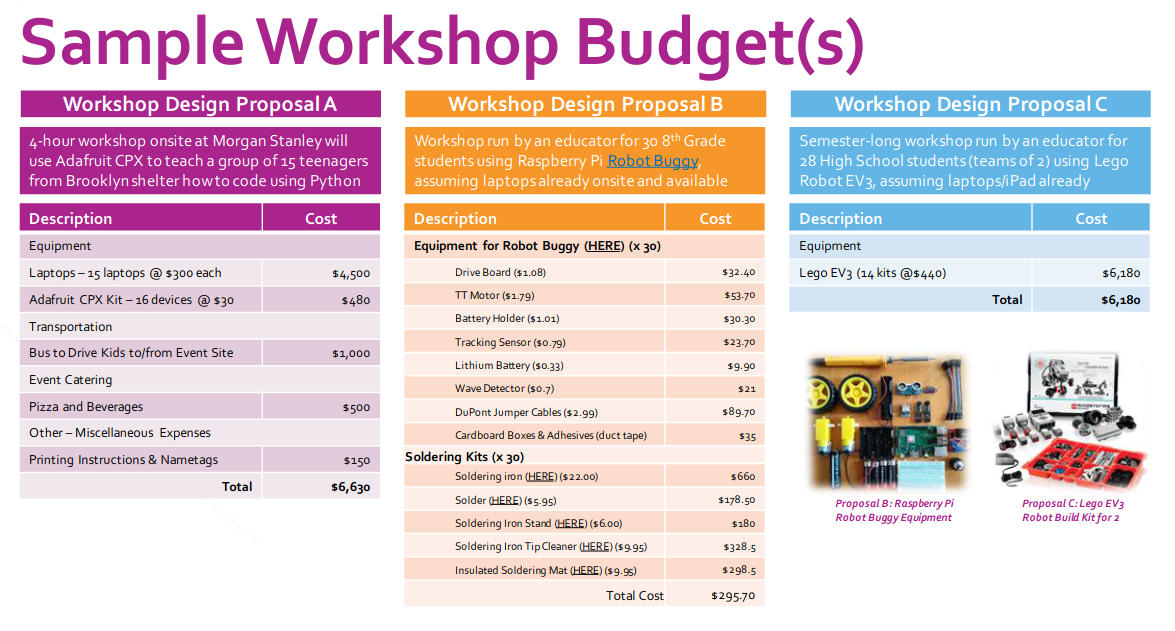 Sample Workshop Budget(s)
Workshop Design Proposal A
4-hour workshop onsite at Morgan Stanley will
use Adafruit CPX to teach a group of 15 teenagers
from Brooklyn shelter how to code using Python
Description Cost
Equipment
Laptops – 15 laptops @ $300 each $4,500
Adafruit CPX Kit – 16 devices @ $30 $480
Transportation
Bus to Drive Kids to/from Event Site $1,000
Event Catering
Pizza and Beverages $500
Other – Miscellaneous Expenses
Printing Instructions & Nametags $150
Total $6,630
Workshop Design Proposal B
Workshop run by an educator for 30 8th Grade
students using Raspberry Pi Robot Buggy,
assuming laptops already onsite and available
Description Cost
Equipment for Robot Buggy (HERE) (x 30)
Drive Board ($1.08) $32.40
TT Motor ($1.79) $53.70
Battery Holder ($1.01) $30.30
Tracking Sensor ($0.79) $23.70
Lithium Battery ($0.33) $9.90
Wave Detector ($0.7) $21
DuPont Jumper Cables ($2.99) $89.70
Cardboard Boxes & Adhesives (duct tape) $35
Soldering Kits (x 30)
Soldering iron (HERE) ($22.00) $660
Solder (HERE) ($5.95) $178.50
Soldering Iron Stand (HERE) ($6.00) $180
Soldering Iron Tip Cleaner (HERE) ($9.95) $328.5
Insulated Soldering Mat (HERE) ($9.95) $298.5
Total Cost $295.70
Workshop Design Proposal C
Semester-long workshop run by an educator for
28 High School students (teams of 2) using Lego
Robot EV3, assuming laptops/iPad already
Description Cost
Equipment
Lego EV3 (14 kits @$440) $6,180
Total $6,180
Proposal B: Raspberry Pi
Robot Buggy Equipment
Proposal C: Lego EV3
Robot Build Kit for 2